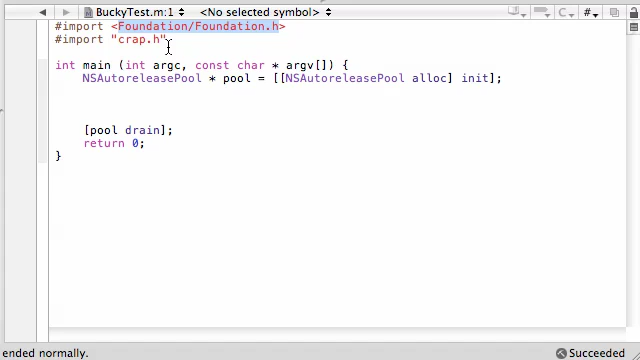 BuckyTest.m:1 <No selected symbol> #
#import <Foundation/Foundation.h>
#import "crap.h"
int main (int argc, const char * argv[]) {
NSAutoreleasePool * pool = [[NSAutoreleasePool alloc] init];
[pool drain];
return 0;
}
ended normally. Succeeded